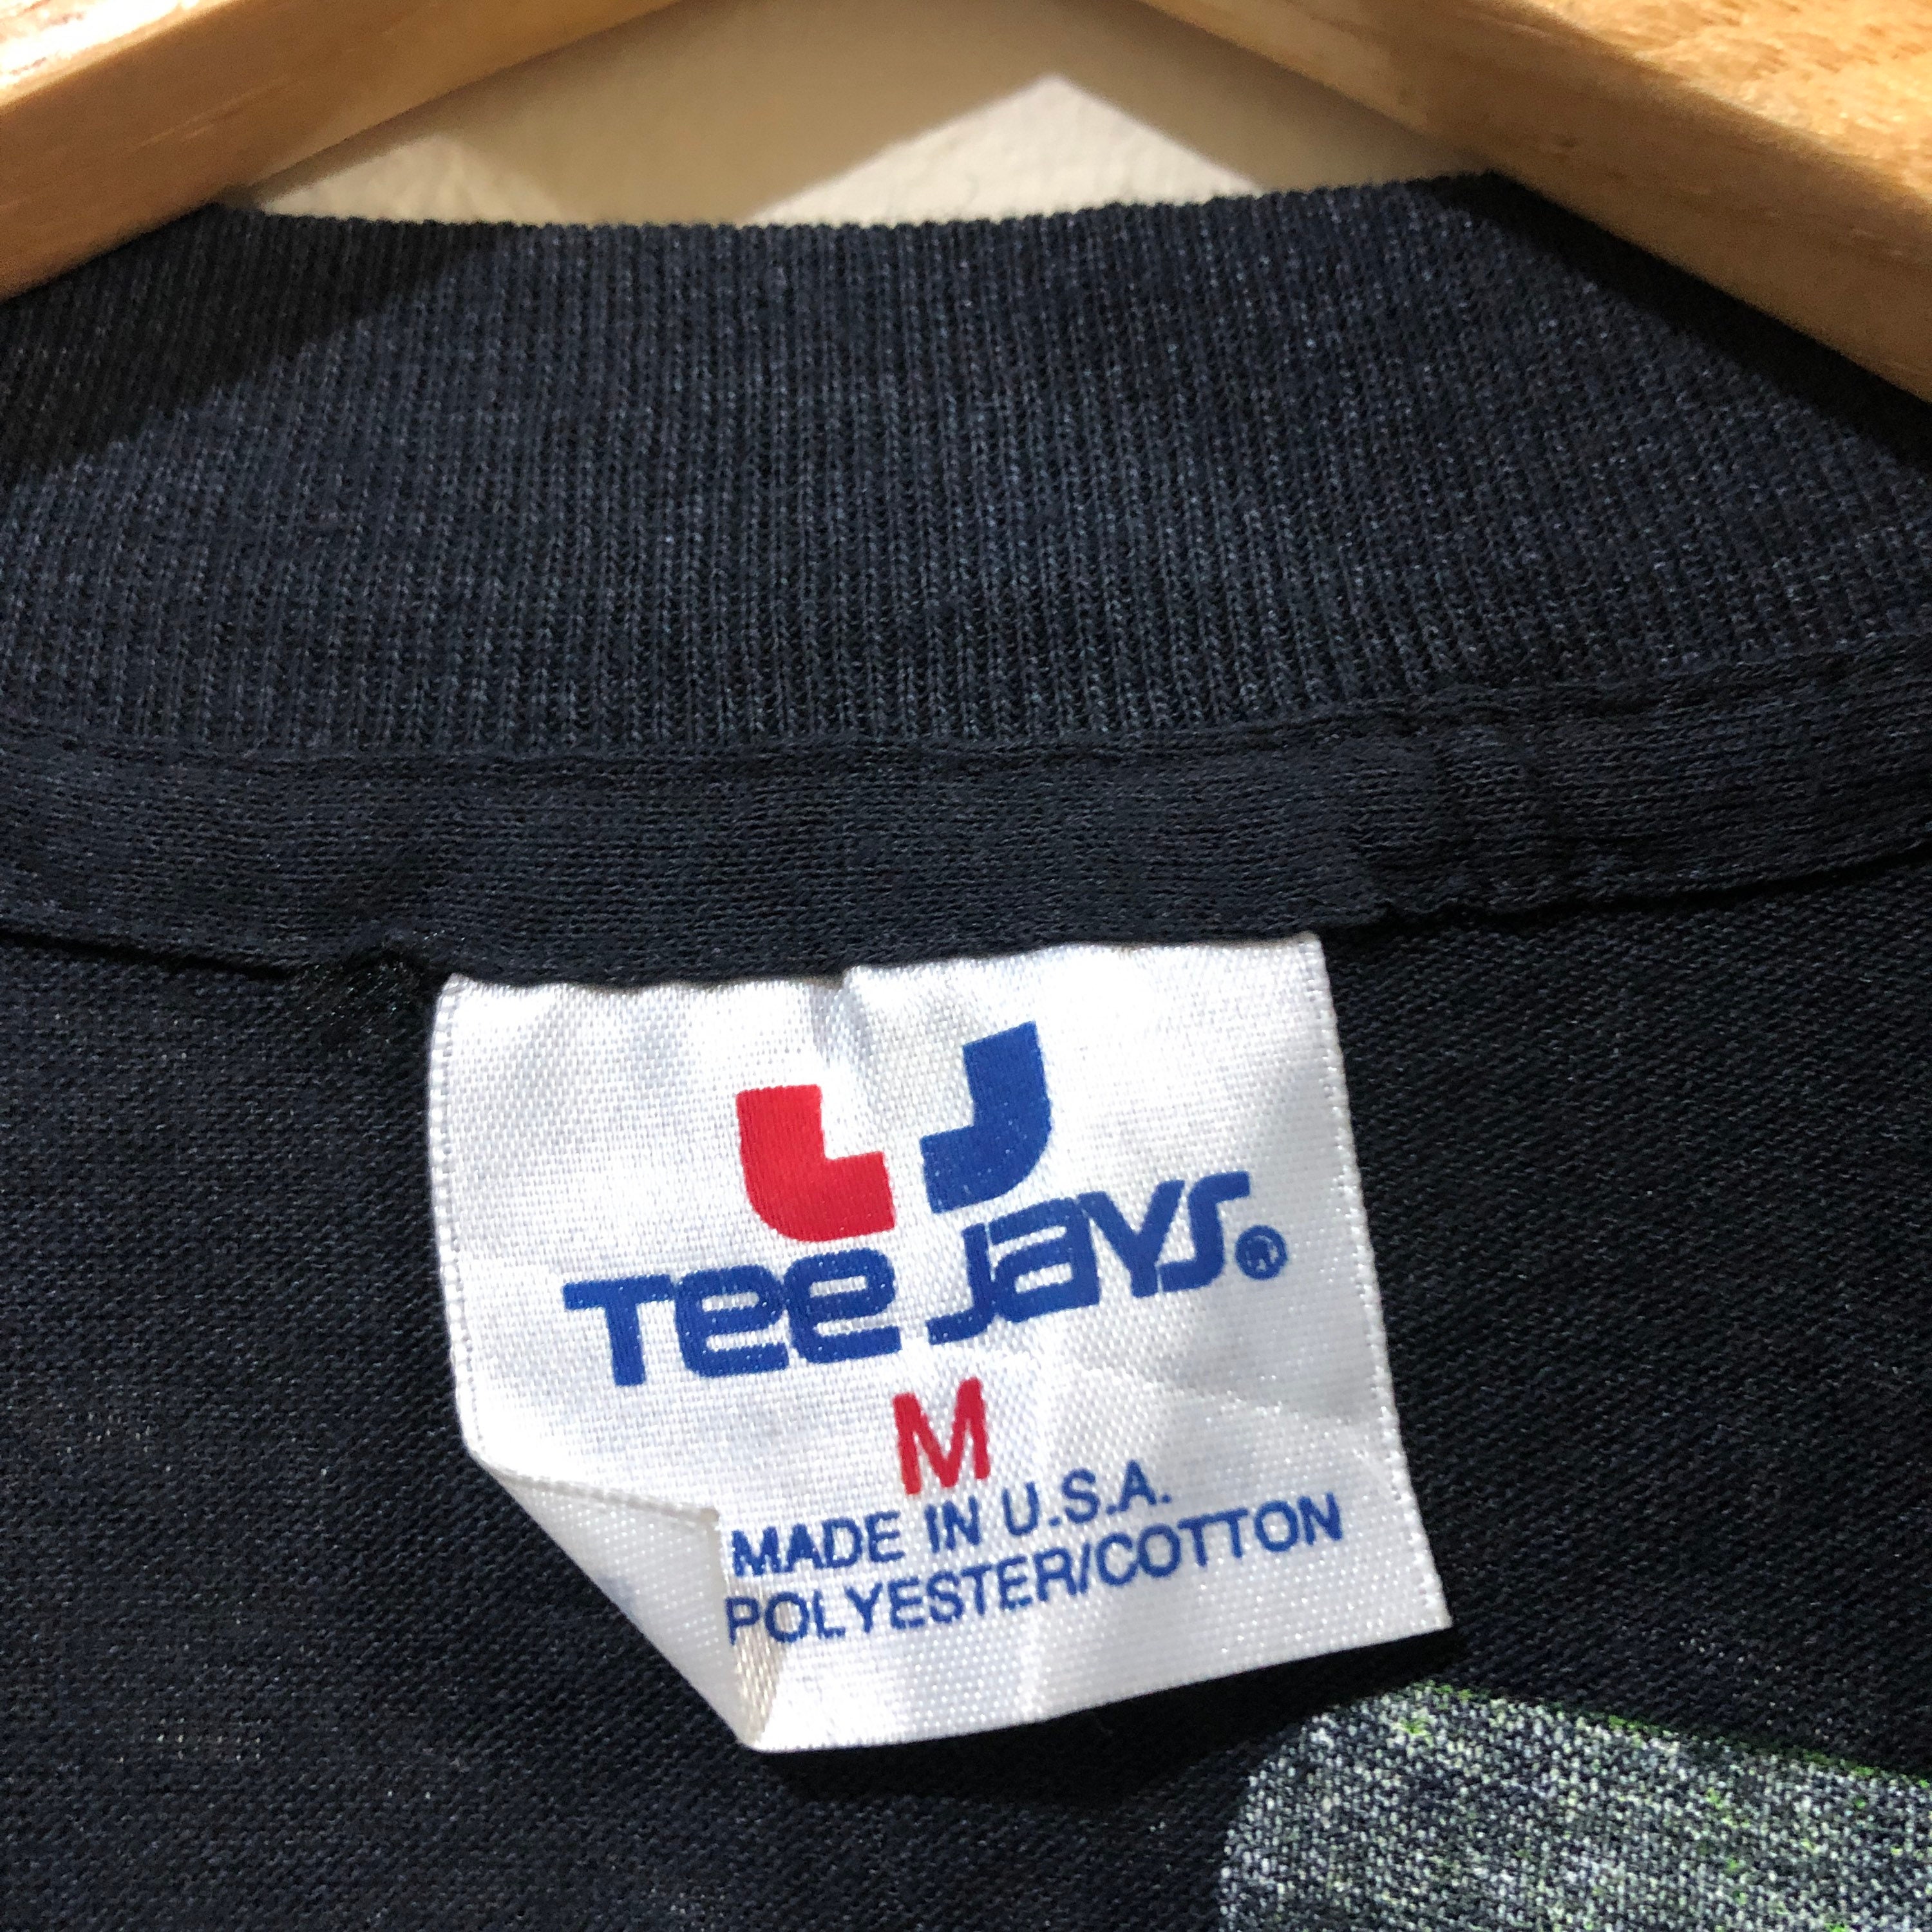 Tee Jays®
M
MADE IN U.S.A.
POLYESTER/COTTON